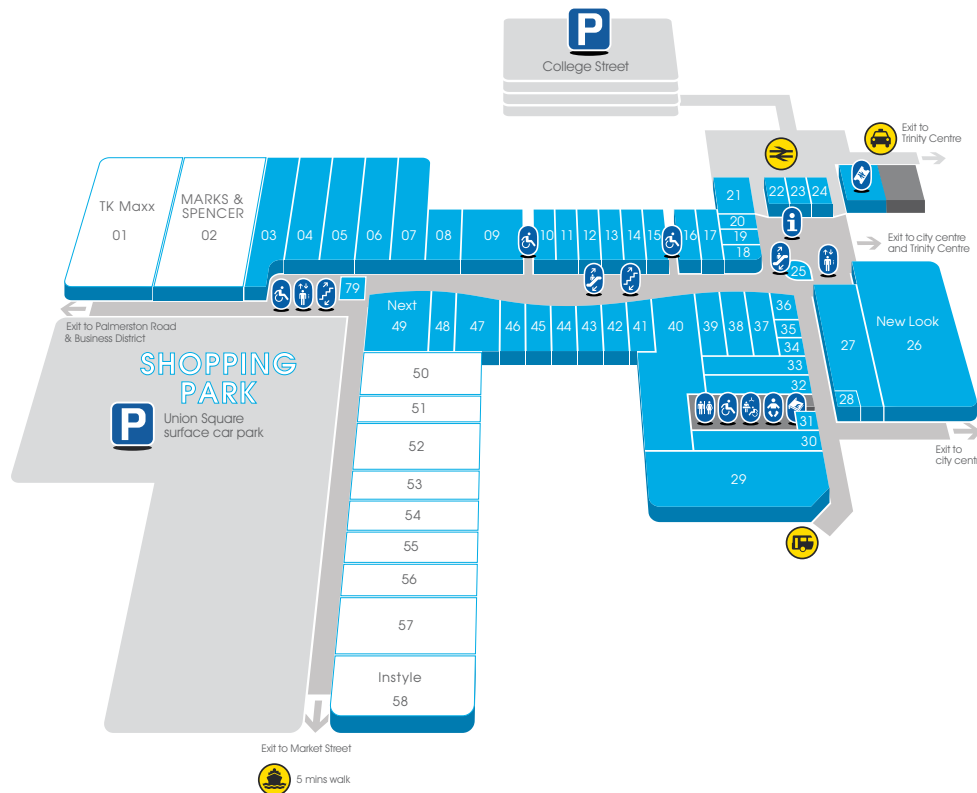 P
College Street
Exit to
Trinity Centre
TK Maxx
01
MARKS &
SPENCER
02
03
04
05
06
07
08
09
10
11
12
13
14
15
16
17
21
20
19
18
22
23
24
i
Exit to city centre
and Trinity Centre
25
79
Exit to Palmerston Road
& Business District
SHOPPING
PARK
P
Union Square
surface car park
Next
49
48
47
46
45
44
43
42
41
40
39
38
37
36
35
34
33
32
31
30
29
27
28
New Look
26
Exit to
city cent
50
51
52
53
54
55
56
57
Instyle
58
Exit to Market Street
5 mins walk